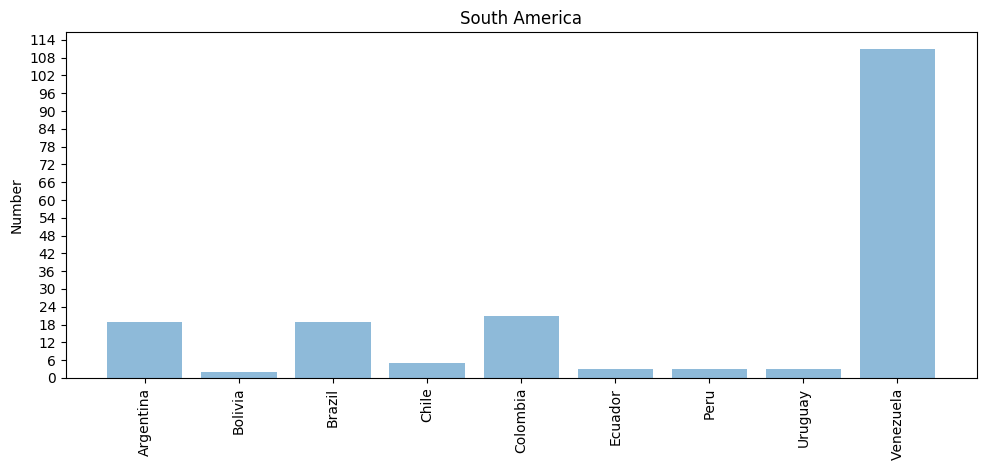 South America
Number
114
108
102
96
90
84
78
72
66
60
54
48
42
36
30
24
18
12
6
0
Argentina
Bolivia
Brazil
Chile
Colombia
Ecuador
Peru
Uruguay
Venezuela